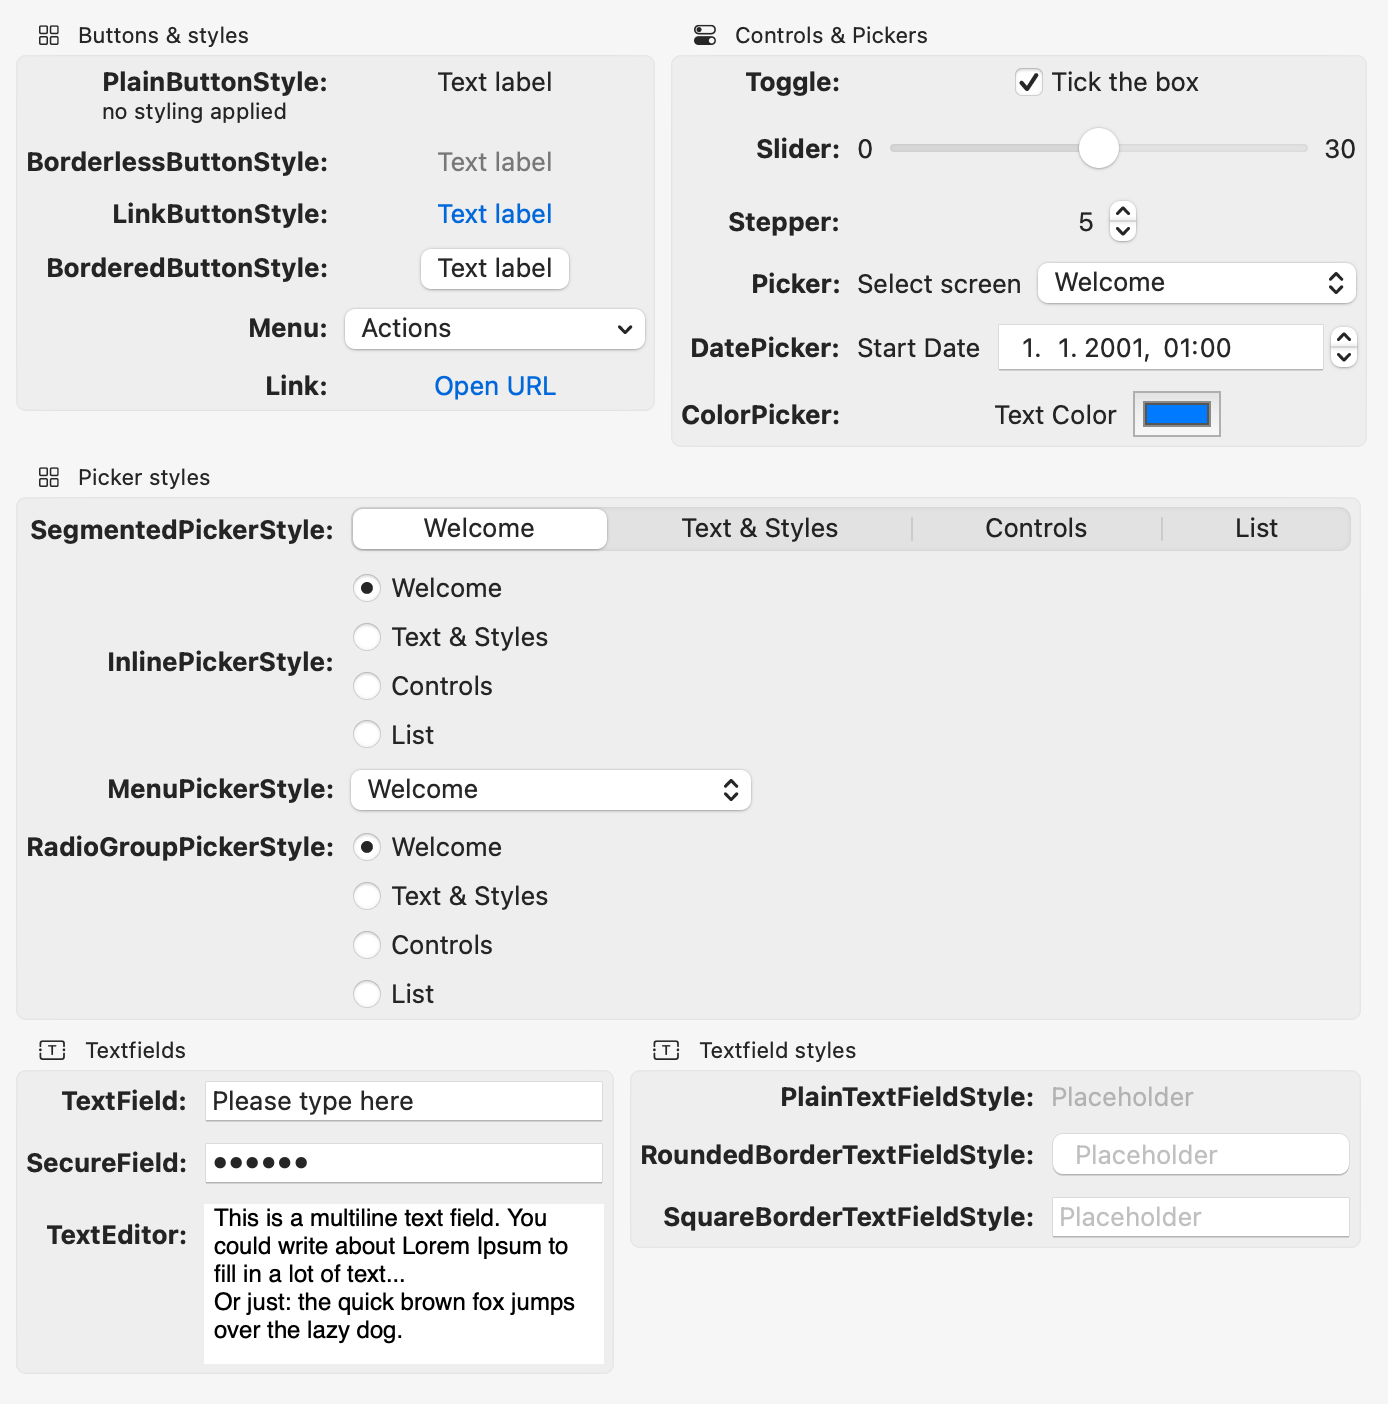 Buttons & styles
PlainButtonStyle: Text label
no styling applied
BorderlessButtonStyle: Text label
LinkButtonStyle: Text label
BorderedButtonStyle: Text label
Menu: Actions
Link: Open URL
Controls & Pickers
Toggle: Tick the box
Slider: 0 30
Stepper: 5
Picker: Select screen Welcome
DatePicker: Start Date 1. 1. 2001, 01:00
ColorPicker: Text Color
Picker styles
SegmentedPickerStyle: Welcome Text & Styles Controls List
Welcome
Text & Styles
InlinePickerStyle:
Controls
List
MenuPickerStyle: Welcome
RadioGroupPickerStyle: Welcome
Text & Styles
Controls
List
Textfields
TextField: Please type here
SecureField: ●●●●●●
TextEditor: This is a multiline text field. You
could write about Lorem Ipsum to
fill in a lot of text...
Or just: the quick brown fox jumps
over the lazy dog.
Textfield styles
PlainTextFieldStyle: Placeholder
RoundedBorderTextFieldStyle: Placeholder
SquareBorderTextFieldStyle: Placeholder